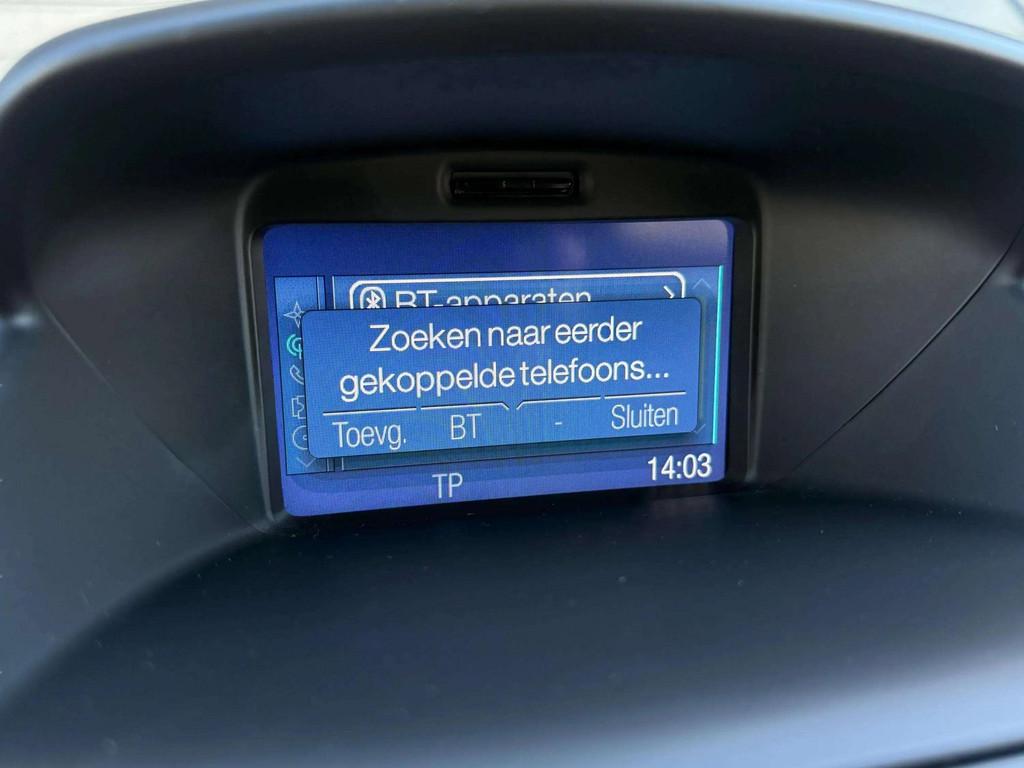 BT-apparaten
Zoeken naar eerder
gekoppelde telefoons...
Toevg. BT - Sluiten
TP 14:03